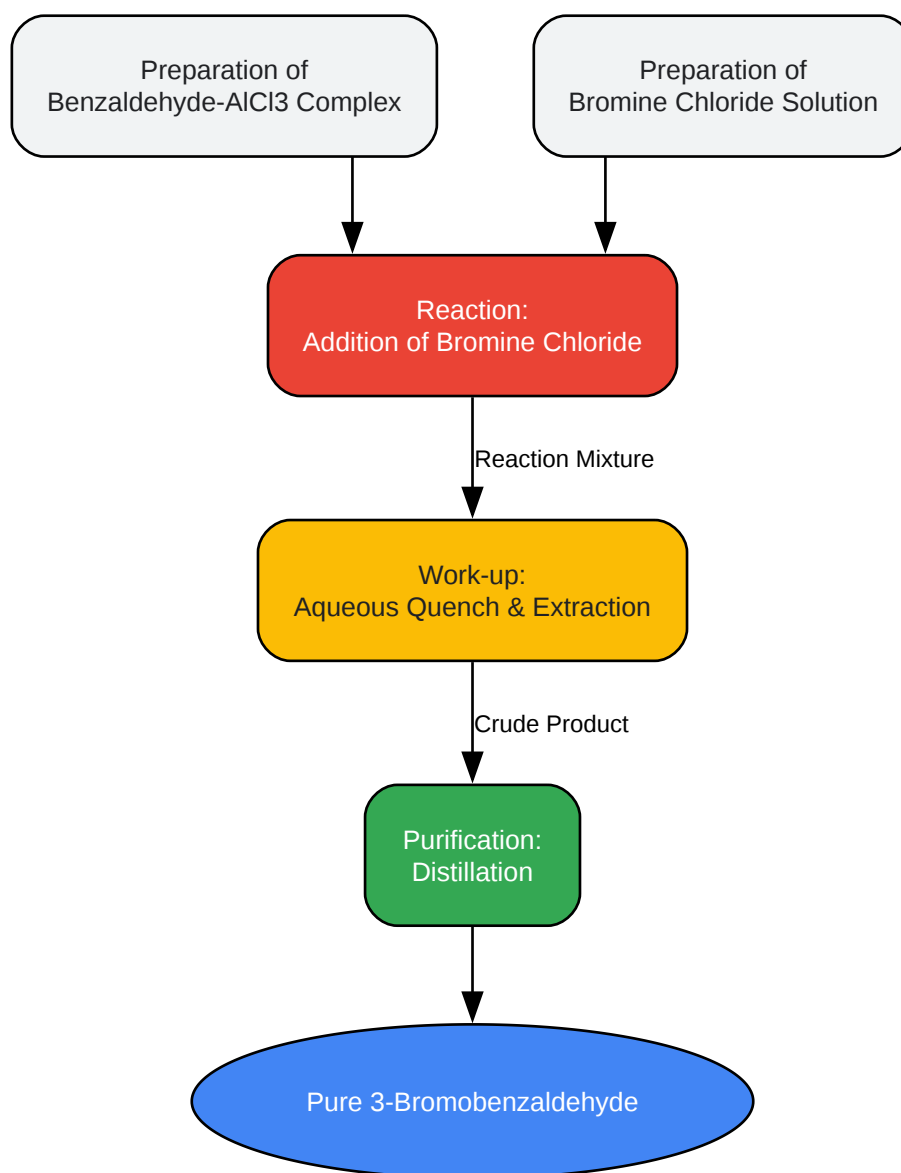 Preparation of
Benzaldehyde-AlCl3 Complex
Preparation of
Bromine Chloride Solution
Reaction:
Addition of Bromine Chloride
Reaction Mixture
Work-up:
Aqueous Quench & Extraction
Crude Product
Purification:
Distillation
Pure 3-Bromobenzaldehyde